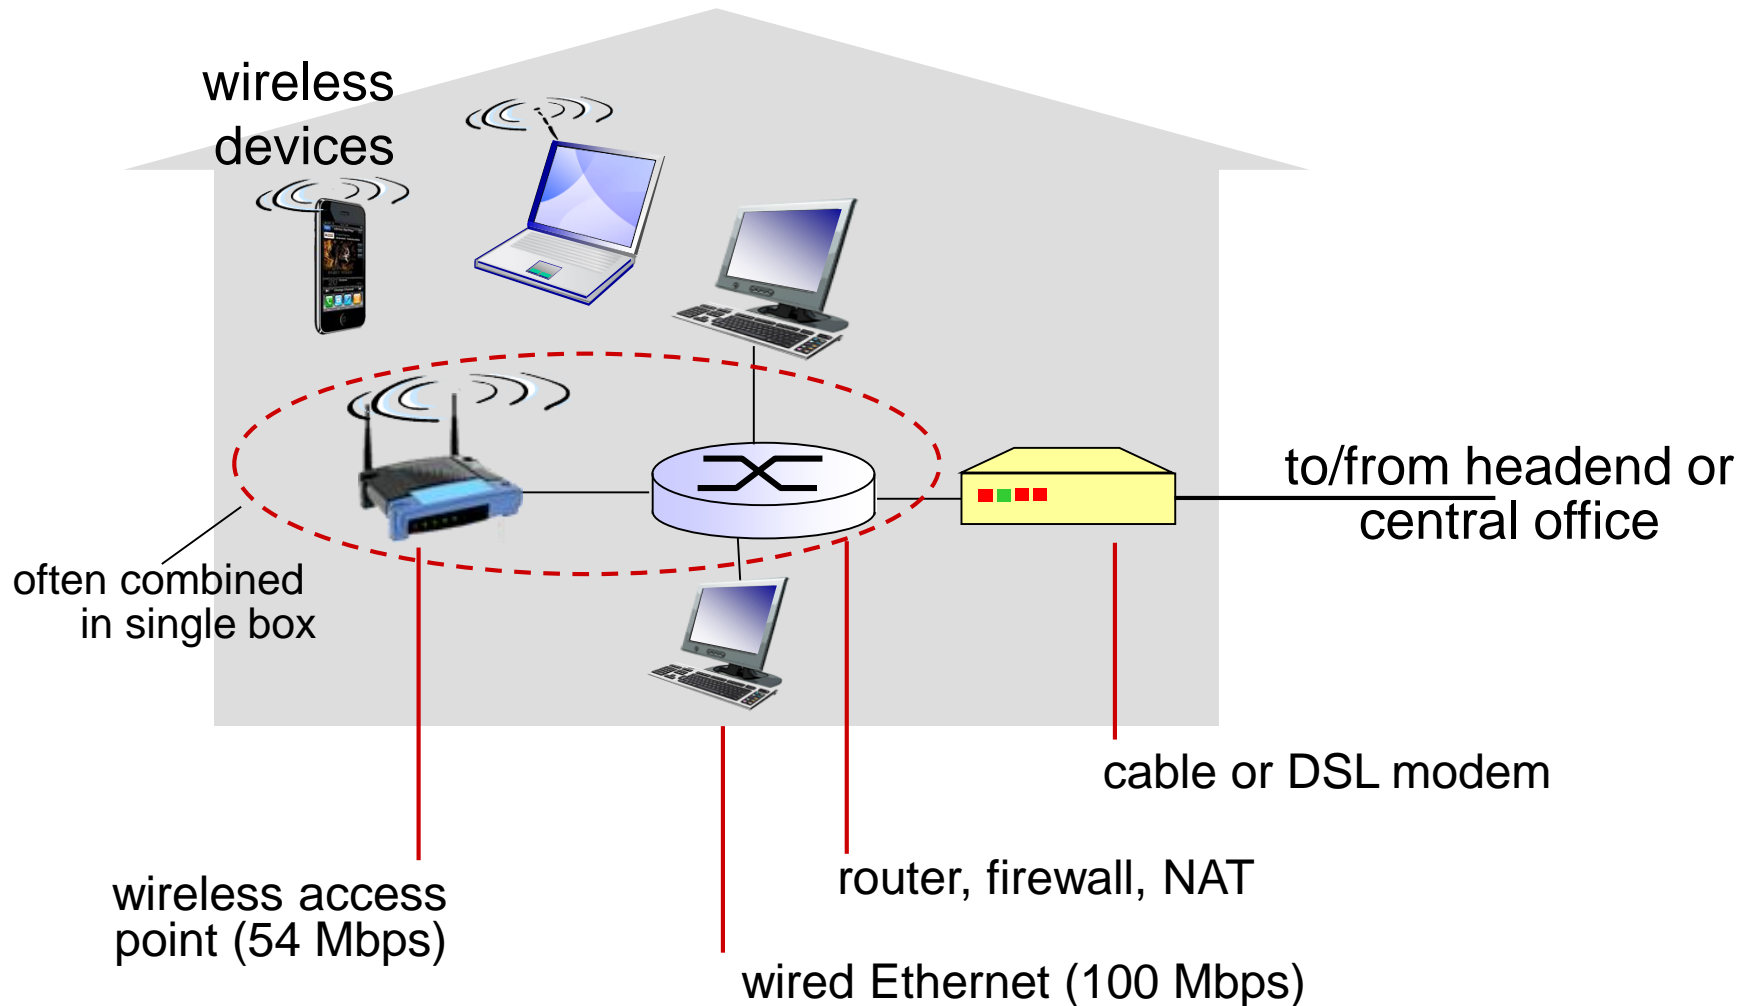 wireless
devices
to/from headend or
central office
often combined
in single box
cable or DSL modem
router, firewall, NAT
wireless access
point (54 Mbps)
wired Ethernet (100 Mbps)